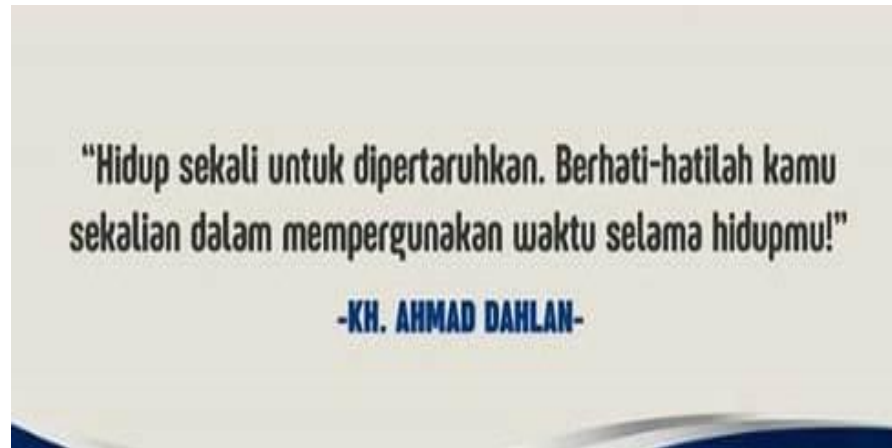 “Hidup sekali untuk dipertaruhkan. Berhati-hatilah kamu
sekalian dalam mempergunakan waktu selama hidupmu!”
-KH. AHMAD DAHLAN-